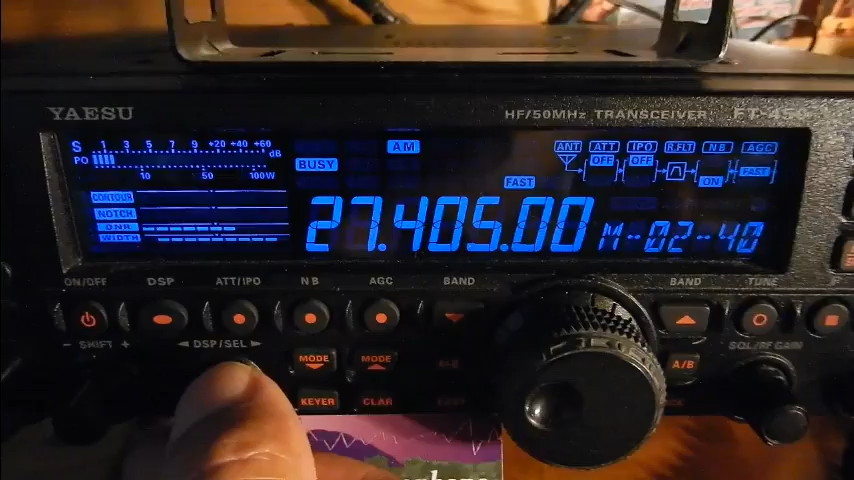 YAESU
HF/50MHz TRANSCEIVER FT-450
S 1 3 5 7 9 +20 +40 +60 dB
PO
10 50 100W
BUSY
AM
FAST
ANT ATT IPO R.FLT NB AGC
OFF OFF ON FAST
CONTOUR
NOTCH
DNR
WIDTH
27.405.00
M-02-40
ON/OFF DSP ATT/IPO NB AGC BAND BAND TUNE
- SHIFT + DSP/SEL SQL/RF GAIN
MODE MODE A/B
KEYER CLAR